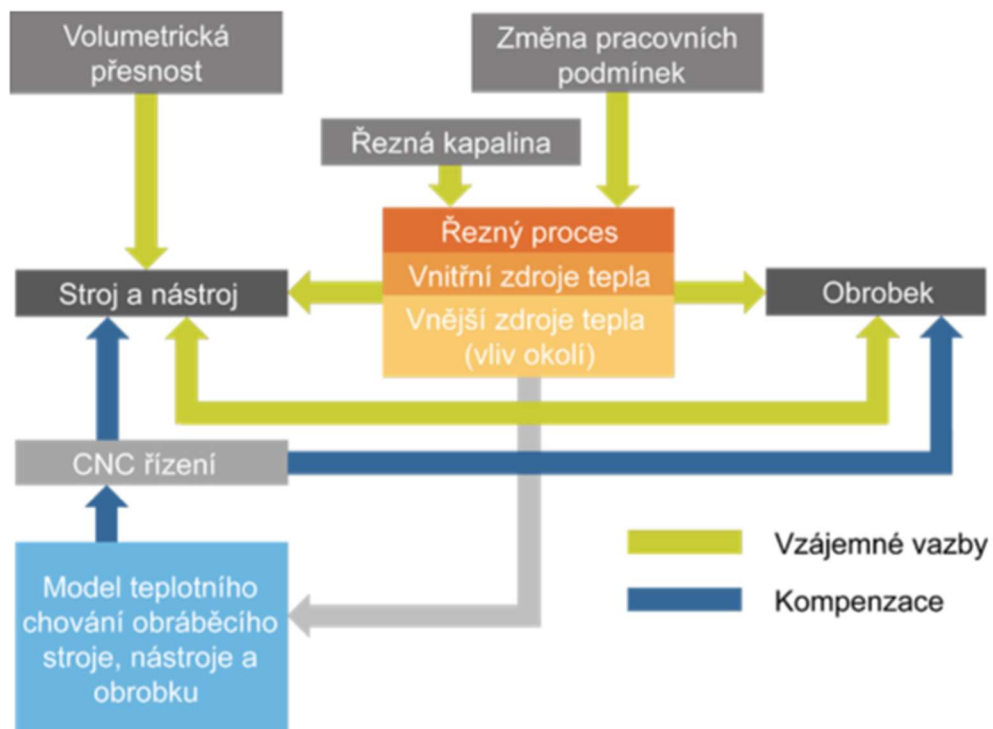 Volumetrická
přesnost
Změna pracovních
podmínek
Řezná kapalina
Řezný proces
Vnitřní zdroje tepla
Vnější zdroje tepla
(vliv okolí)
Stroj a nástroj
Obrobek
CNC řízení
Model teplotního
chování obráběcího
stroje, nástroje a
obrobku
Vzájemné vazby
Kompenzace